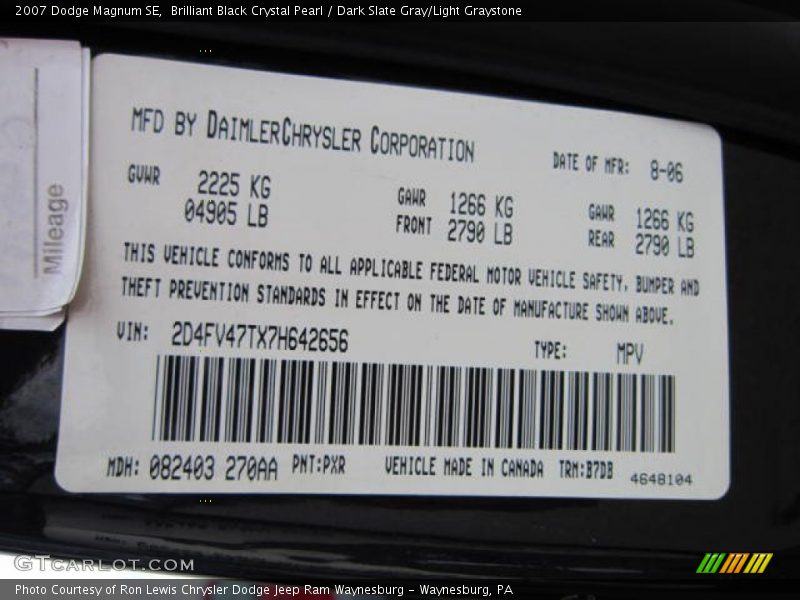 2007 Dodge Magnum SE, Brilliant Black Crystal Pearl / Dark Slate Gray/Light Graystone
Mileage
MFD BY DAIMLERCHRYSLER CORPORATION
DATE OF MFR: 8-06
GVWR 2225 KG
04905 LB
GAWR FRONT 1266 KG
2790 LB
GAWR REAR 1266 KG
2790 LB
THIS VEHICLE CONFORMS TO ALL APPLICABLE FEDERAL MOTOR VEHICLE SAFETY, BUMPER AND
THEFT PREVENTION STANDARDS IN EFFECT ON THE DATE OF MANUFACTURE SHOWN ABOVE.
VIN: 2D4FV47TX7H642656 TYPE: MPV
MDH: 082403 270AA PNT:PXR VEHICLE MADE IN CANADA TRM:B7DB 4648104
GTCARLOT.COM
Photo Courtesy of Ron Lewis Chrysler Dodge Jeep Ram Waynesburg - Waynesburg, PA